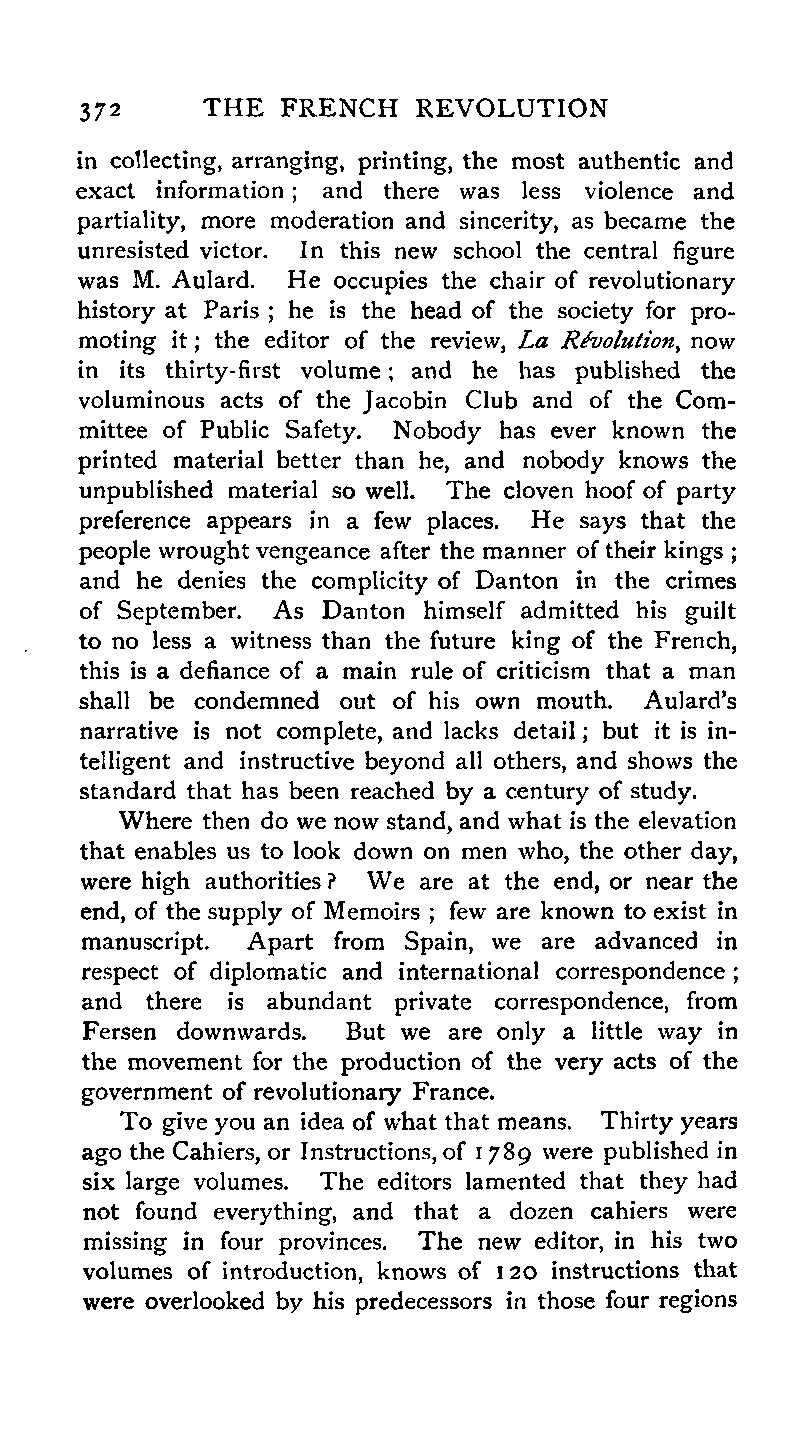 372 THE FRENCH REVOLUTION
in collecting, arranging, printing, the most authentic and
exact information ; and there was less violence and
partiality, more moderation and sincerity, as became the
unresisted victor. In this new school the central figure
was M. Aulard. He occupies the chair of revolutionary
history at Paris ; he is the head of the society for pro-
moting it ; the editor of the review, La Révolution, now
in its thirty-first volume ; and he has published the
voluminous acts of the Jacobin Club and of the Com-
mittee of Public Safety. Nobody has ever known the
printed material better than he, and nobody knows the
unpublished material so well. The cloven hoof of party
preference appears in a few places. He says that the
people wrought vengeance after the manner of their kings ;
and he denies the complicity of Danton in the crimes
of September. As Danton himself admitted his guilt
to no less a witness than the future king of the French,
this is a defiance of a main rule of criticism that a man
shall be condemned out of his own mouth. Aulard's
narrative is not complete, and lacks detail ; but it is in-
telligent and instructive beyond all others, and shows the
standard that has been reached by a century of study.
Where then do we now stand, and what is the elevation
that enables us to look down on men who, the other day,
were high authorities ? We are at the end, or near the
end, of the supply of Memoirs ; few are known to exist in
manuscript. Apart from Spain, we are advanced in
respect of diplomatic and international correspondence ;
and there is abundant private correspondence, from
Fersen downwards. But we are only a little way in
the movement for the production of the very acts of the
government of revolutionary France.
To give you an idea of what that means. Thirty years
ago the Cahiers, or Instructions, of 1789 were published in
six large volumes. The editors lamented that they had
not found everything, and that a dozen cahiers were
missing in four provinces. The new editor, in his two
volumes of introduction, knows of 120 instructions that
were overlooked by his predecessors in those four regions